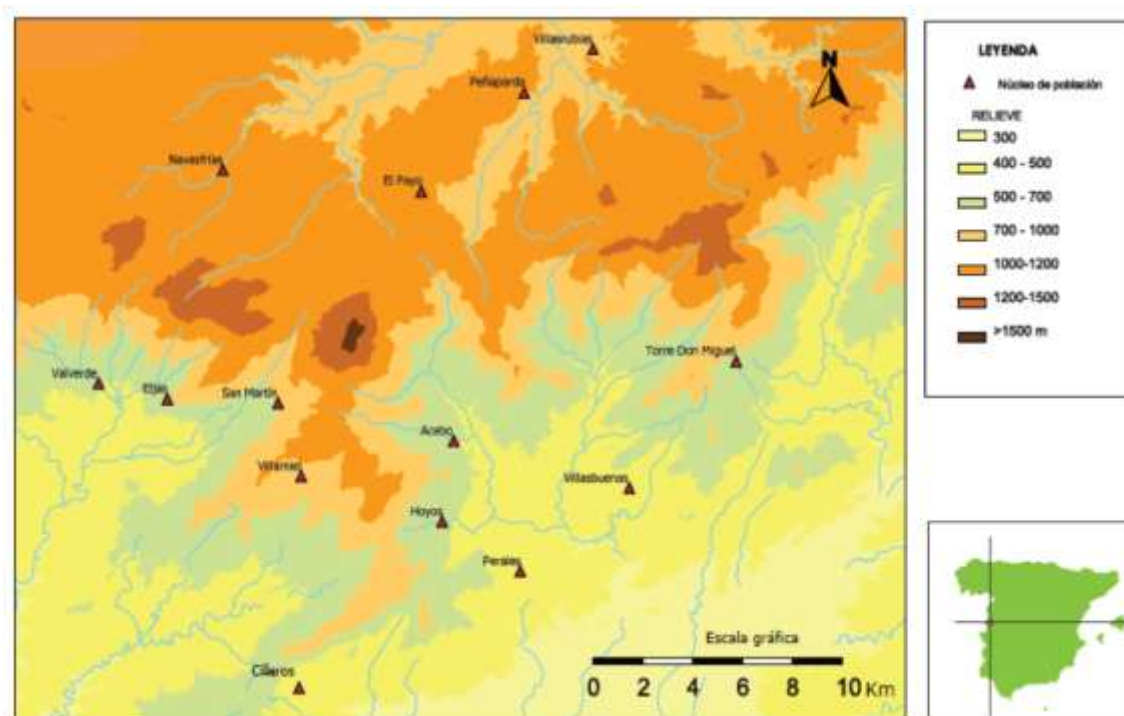 Villasrubias
Peñaparda
N
Navasfrías
El Payo
Valverde
Eljas
San Martín
Torre Don Miguel
Acebo
Villasbuenas
Hoyos
Perales
Cilleros
Escala gráfica
0 2 4 6 8 10 Km
LEYENDA
Núcleo de población
RELIEVE
300
400 - 500
500 - 700
700 - 1000
1000-1200
1200-1500
>1500 m